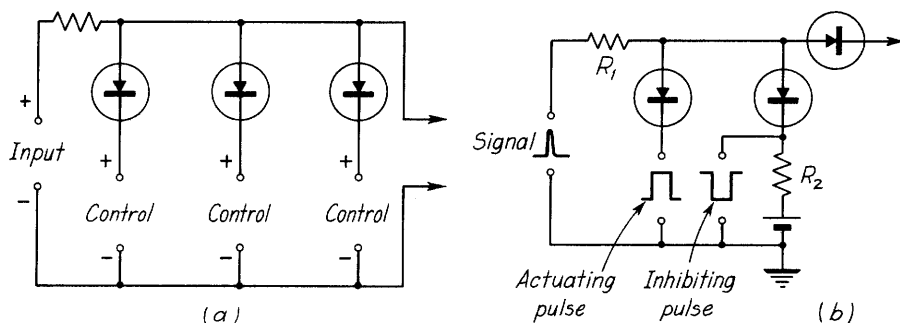 +
Input
-
+
+
+
Control
Control
Control
-
-
-
(a)
R₁
Signal
R₂
Actuating
pulse
Inhibiting
pulse
(b)